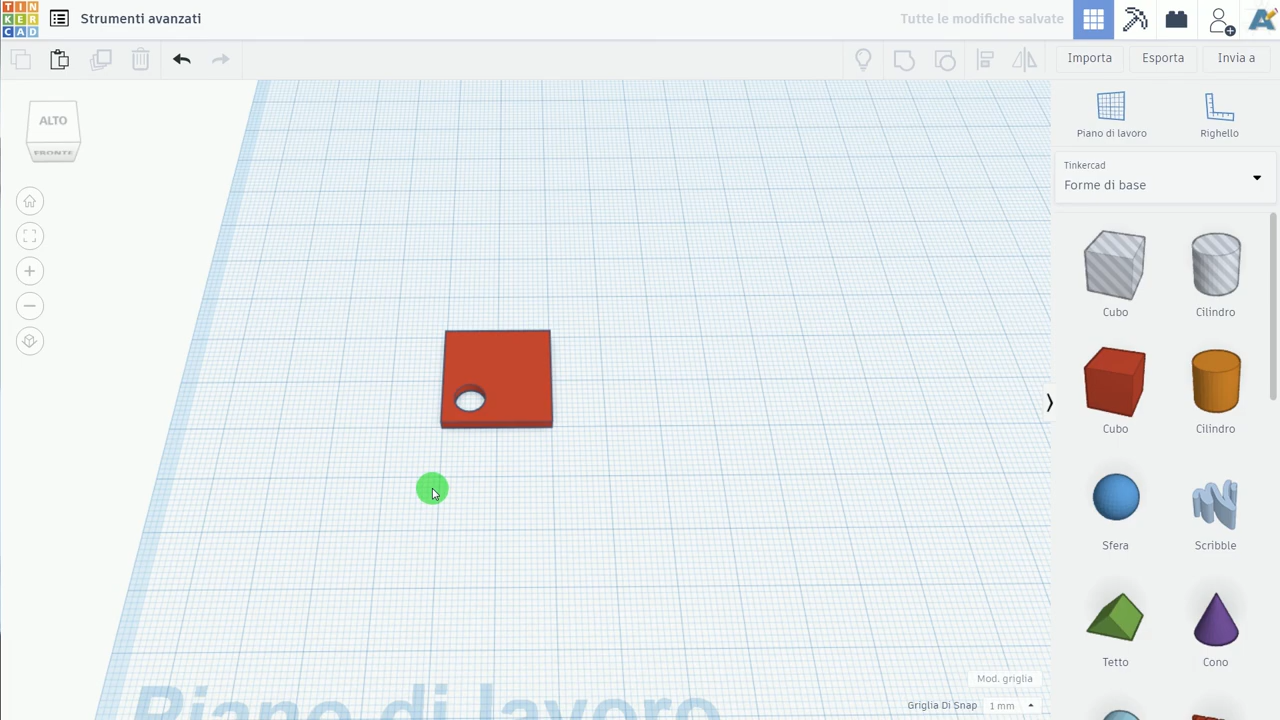 TIN
KER
CAD
Strumenti avanzati
Tutte le modifiche salvate
Importa
Esporta
Invia a
ALTO
FRONTE
Piano di lavoro
Righello
Tinkercad
Forme di base
Cubo
Cilindro
Cubo
Cilindro
Sfera
Scribble
Tetto
Cono
Piano di lavoro
Mod. griglia
Griglia Di Snap
1 mm